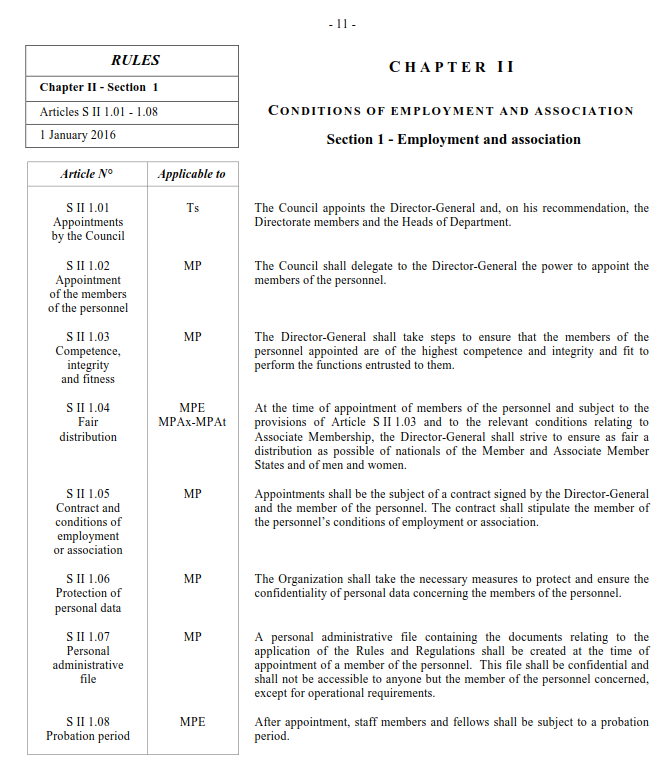 - 11 -
RULES
Chapter II - Section 1
Articles S II 1.01 - 1.08
1 January 2016
CHAPTER II
CONDITIONS OF EMPLOYMENT AND ASSOCIATION
Section 1 - Employment and association
Article N°
Applicable to
S II 1.01
Appointments
by the Council
Ts
The Council appoints the Director-General and, on his recommendation, the
Directorate members and the Heads of Department.
S II 1.02
Appointment
of the members
of the personnel
MP
The Council shall delegate to the Director-General the power to appoint the
members of the personnel.
S II 1.03
Competence,
integrity
and fitness
MP
The Director-General shall take steps to ensure that the members of the
personnel appointed are of the highest competence and integrity and fit to
perform the functions entrusted to them.
S II 1.04
Fair
distribution
MPE
MPAx-MPAt
At the time of appointment of members of the personnel and subject to the
provisions of Article S II 1.03 and to the relevant conditions relating to
Associate Membership, the Director-General shall strive to ensure as fair a
distribution as possible of nationals of the Member and Associate Member
States and of men and women.
S II 1.05
Contract and
conditions of
employment
or association
MP
Appointments shall be the subject of a contract signed by the Director-General
and the member of the personnel. The contract shall stipulate the member of
the personnel's conditions of employment or association.
S II 1.06
Protection of
personal data
MP
The Organization shall take the necessary measures to protect and ensure the
confidentiality of personal data concerning the members of the personnel.
S II 1.07
Personal
administrative
file
MP
A personal administrative file containing the documents relating to the
application of the Rules and Regulations shall be created at the time of
appointment of a member of the personnel. This file shall be confidential and
shall not be accessible to anyone but the member of the personnel concerned,
except for operational requirements.
S II 1.08
Probation period
MPE
After appointment, staff members and fellows shall be subject to a probation
period.